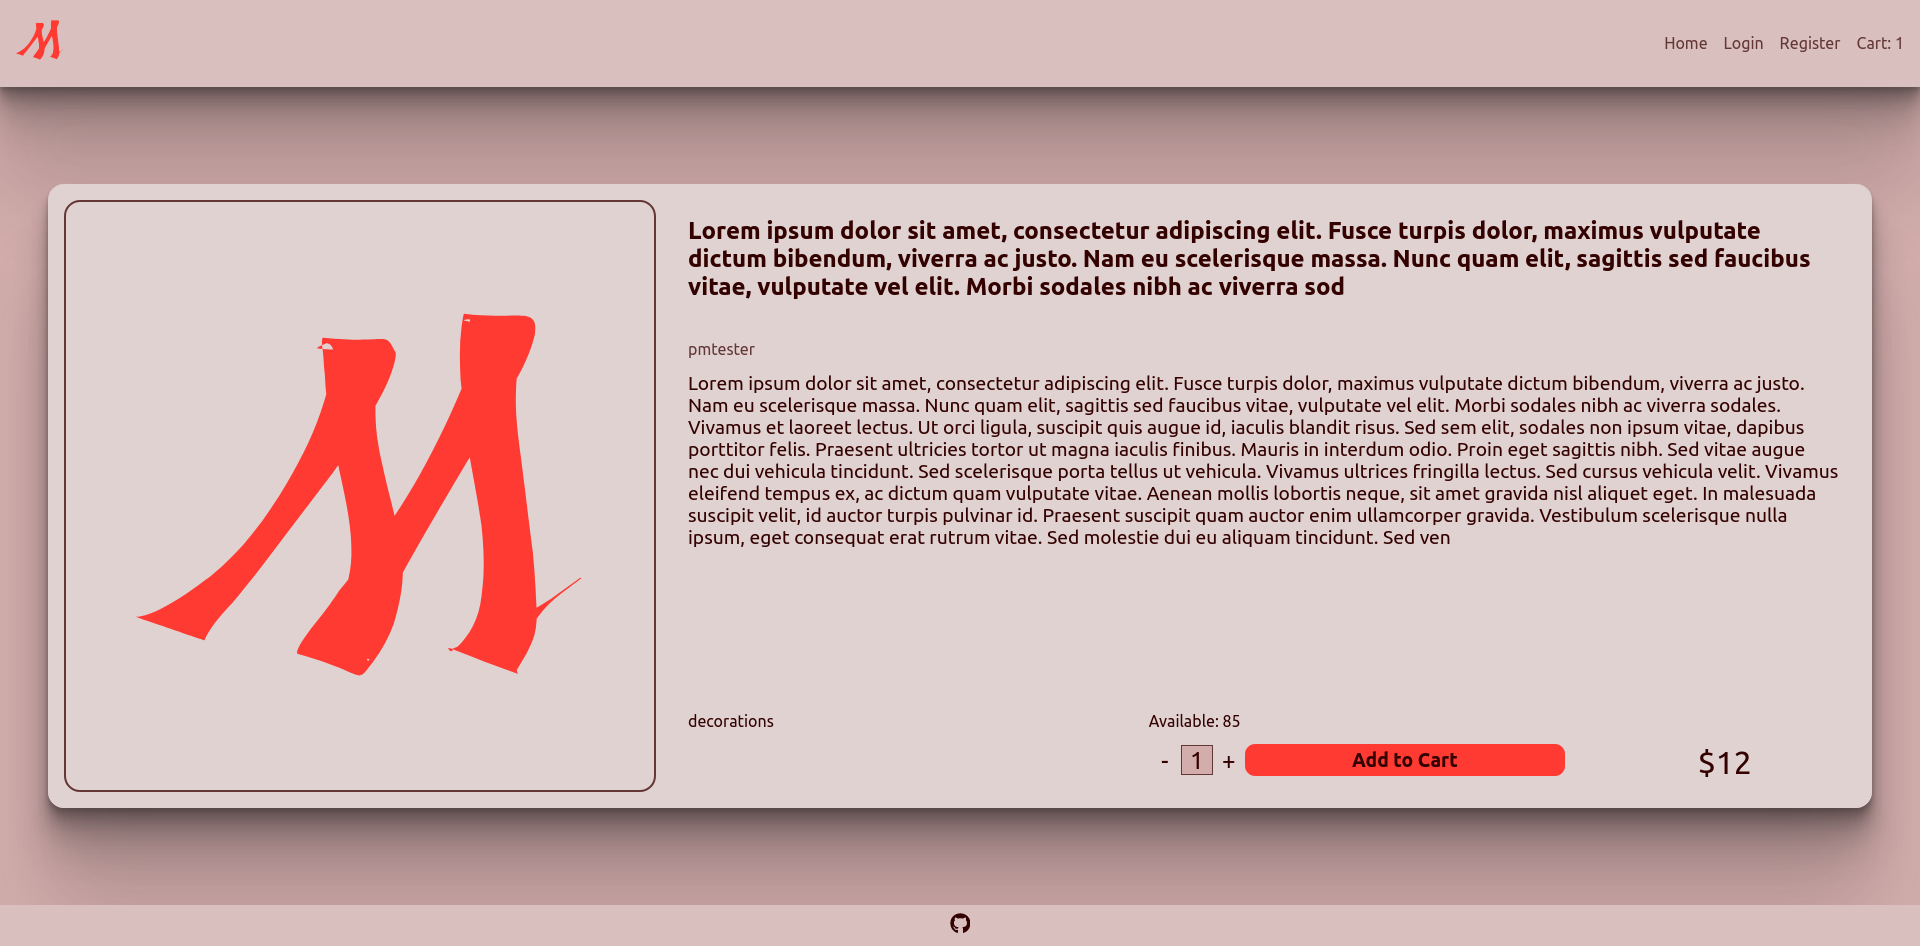 M
Home Login Register Cart: 1
M
Lorem ipsum dolor sit amet, consectetur adipiscing elit. Fusce turpis dolor, maximus vulputate
dictum bibendum, viverra ac justo. Nam eu scelerisque massa. Nunc quam elit, sagittis sed faucibus
vitae, vulputate vel elit. Morbi sodales nibh ac viverra sod
pmtester
Lorem ipsum dolor sit amet, consectetur adipiscing elit. Fusce turpis dolor, maximus vulputate dictum bibendum, viverra ac justo.
Nam eu scelerisque massa. Nunc quam elit, sagittis sed faucibus vitae, vulputate vel elit. Morbi sodales nibh ac viverra sodales.
Vivamus et laoreet lectus. Ut orci ligula, suscipit quis augue id, iaculis blandit risus. Sed sem elit, sodales non ipsum vitae, dapibus
porttitor felis. Praesent ultricies tortor ut magna iaculis finibus. Mauris in interdum odio. Proin eget sagittis nibh. Sed vitae augue
nec dui vehicula tincidunt. Sed scelerisque porta tellus ut vehicula. Vivamus ultrices fringilla lectus. Sed cursus vehicula velit. Vivamus
eleifend tempus ex, ac dictum quam vulputate vitae. Aenean mollis lobortis neque, sit amet gravida nisl aliquet eget. In malesuada
suscipit velit, id auctor turpis pulvinar id. Praesent suscipit quam auctor enim ullamcorper gravida. Vestibulum scelerisque nulla
ipsum, eget consequat erat rutrum vitae. Sed molestie dui eu aliquam tincidunt. Sed ven
decorations
Available: 85
- 1 + Add to Cart $12